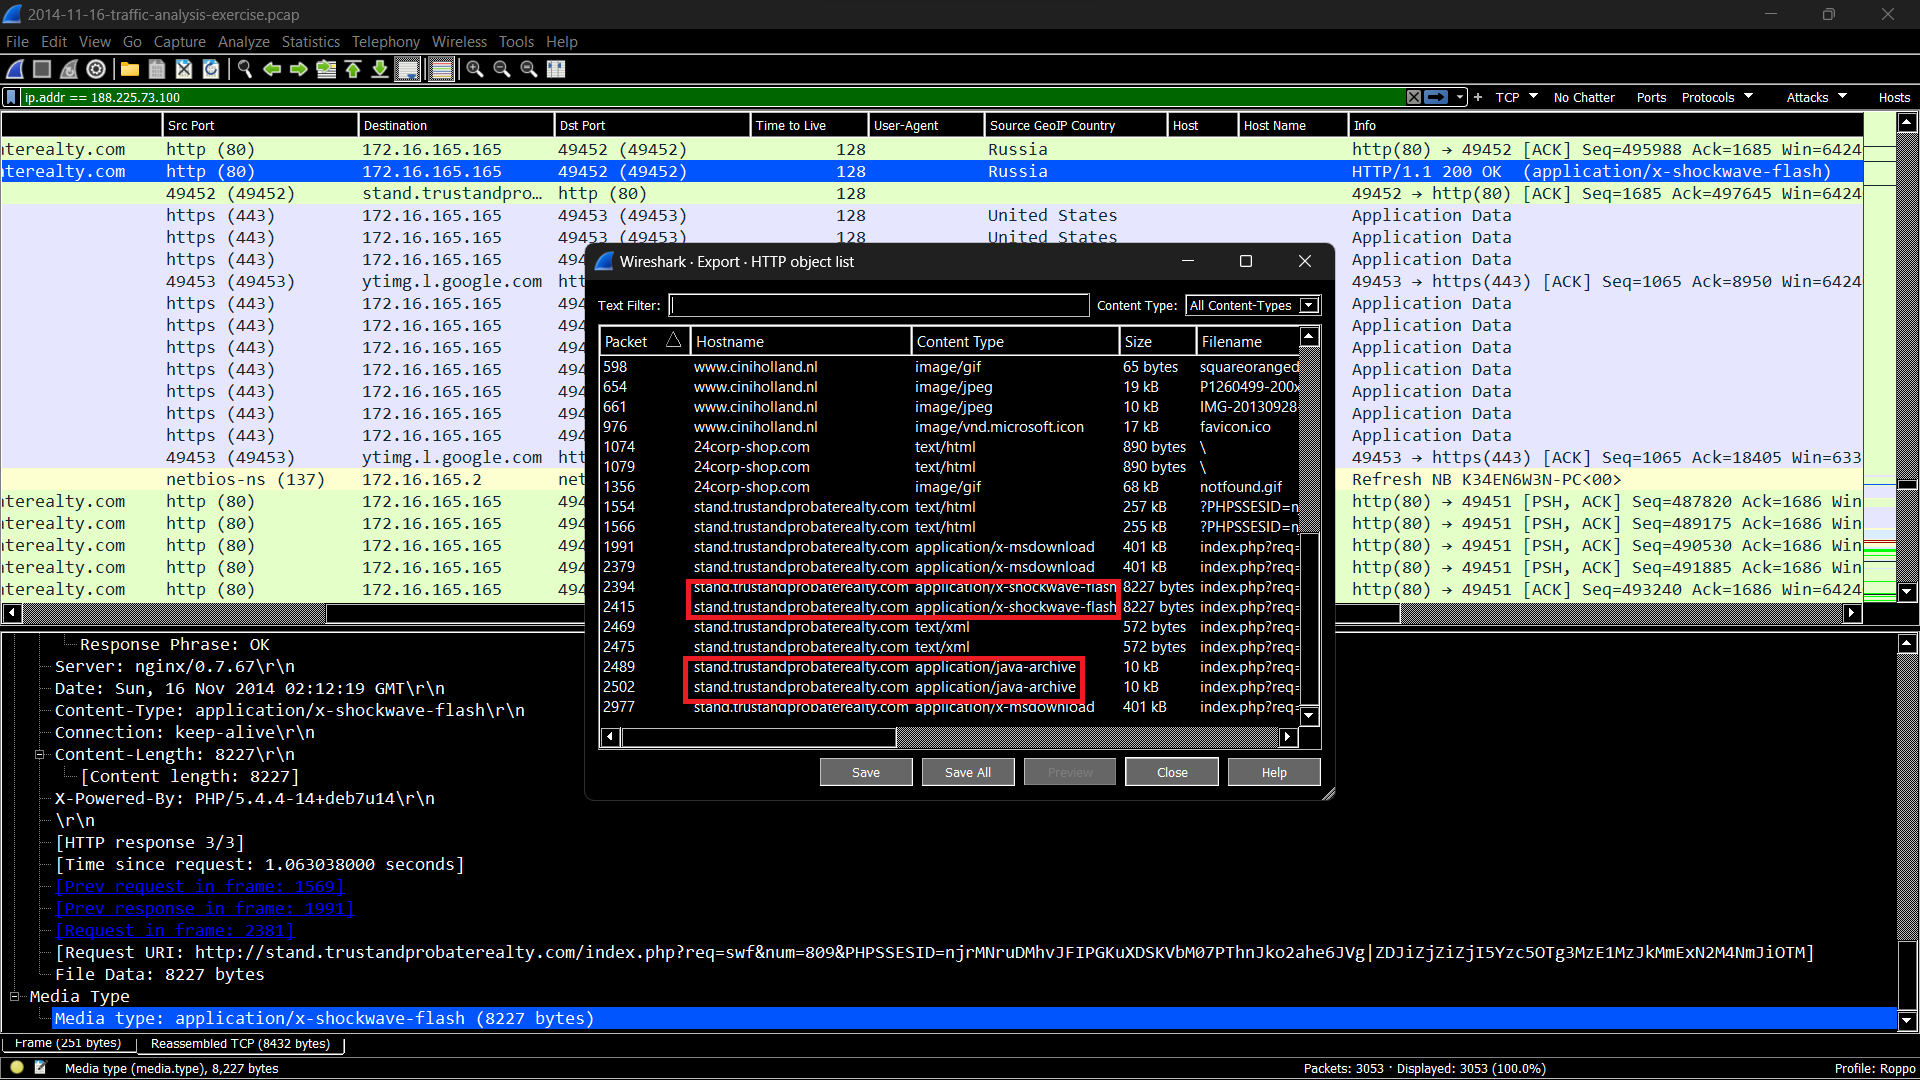 2014-11-16-traffic-analysis-exercise.pcap
File Edit View Go Capture Analyze Statistics Telephony Wireless Tools Help
ip.addr == 188.225.73.100 + TCP No Chatter Ports Protocols Attacks Hosts
Src Port Destination Dst Port Time to Live User-Agent Source GeoIP Country Host Host Name Info
aterealty.com http (80) 172.16.165.165 49452 (49452) 128 Russia http(80) → 49452 [ACK] Seq=495988 Ack=1685 Win=6424
aterealty.com http (80) 172.16.165.165 49452 (49452) 128 Russia HTTP/1.1 200 OK (application/x-shockwave-flash)
49452 (49452) stand.trustandpro… http (80) 128 49452 → http(80) [ACK] Seq=1685 Ack=497645 Win=6424
https (443) 172.16.165.165 49453 (49453) 128 United States Application Data
https (443) 172.16.165.165 49453 (49453) 128 United States Application Data
https (443) 172.16.165.165 494 Application Data
49453 (49453) ytimg.l.google.com htt 49453 → https(443) [ACK] Seq=1065 Ack=8950 Win=6424
https (443) 172.16.165.165 494 Application Data
https (443) 172.16.165.165 494 Application Data
https (443) 172.16.165.165 494 Application Data
https (443) 172.16.165.165 494 Application Data
https (443) 172.16.165.165 494 Application Data
https (443) 172.16.165.165 494 Application Data
https (443) 172.16.165.165 494 Application Data
49453 (49453) ytimg.l.google.com htt 49453 → https(443) [ACK] Seq=1065 Ack=18405 Win=633
netbios-ns (137) 172.16.165.2 net Refresh NB K34EN6W3N-PC<00>
aterealty.com http (80) 172.16.165.165 494 http(80) → 49451 [PSH, ACK] Seq=487820 Ack=1686 Win
aterealty.com http (80) 172.16.165.165 494 http(80) → 49451 [PSH, ACK] Seq=489175 Ack=1686 Win
aterealty.com http (80) 172.16.165.165 494 http(80) → 49451 [PSH, ACK] Seq=490530 Ack=1686 Win
aterealty.com http (80) 172.16.165.165 494 http(80) → 49451 [PSH, ACK] Seq=491885 Ack=1686 Win
aterealty.com http (80) 172.16.165.165 494 http(80) → 49451 [ACK] Seq=493240 Ack=1686 Win=6424
Wireshark · Export · HTTP object list
Text Filter: Content Type: All Content-Types
Packet Hostname Content Type Size Filename
598 www.ciniholland.nl image/gif 65 bytes squareoranged
654 www.ciniholland.nl image/jpeg 19 kB P1260499-200x
661 www.ciniholland.nl image/jpeg 10 kB IMG-20130928-
976 www.ciniholland.nl image/vnd.microsoft.icon 17 kB favicon.ico
1074 24corp-shop.com text/html 890 bytes \
1079 24corp-shop.com text/html 890 bytes \
1356 24corp-shop.com image/gif 68 kB notfound.gif
1554 stand.trustandprobaterealty.com text/html 257 kB ?PHPSSESID=n
1566 stand.trustandprobaterealty.com text/html 255 kB ?PHPSSESID=n
1991 stand.trustandprobaterealty.com application/x-msdownload 401 kB index.php?req=
2379 stand.trustandprobaterealty.com application/x-msdownload 401 kB index.php?req=
2394 stand.trustandprobaterealty.com application/x-shockwave-flash 8227 bytes index.php?req=
2415 stand.trustandprobaterealty.com application/x-shockwave-flash 8227 bytes index.php?req=
2469 stand.trustandprobaterealty.com text/xml 572 bytes index.php?req=
2475 stand.trustandprobaterealty.com text/xml 572 bytes index.php?req=
2489 stand.trustandprobaterealty.com application/java-archive 10 kB index.php?req=
2502 stand.trustandprobaterealty.com application/java-archive 10 kB index.php?req=
2977 stand.trustandprobaterealty.com application/x-msdownload 401 kB index.php?req=
Save Save All Preview Close Help
Response Phrase: OK
Server: nginx/0.7.67\r\n
Date: Sun, 16 Nov 2014 02:12:19 GMT\r\n
Content-Type: application/x-shockwave-flash\r\n
Connection: keep-alive\r\n
Content-Length: 8227\r\n
[Content length: 8227]
X-Powered-By: PHP/5.4.4-14+deb7u14\r\n
\r\n
[HTTP response 3/3]
[Time since request: 1.063038000 seconds]
[Prev request in frame: 1569]
[Prev response in frame: 1991]
[Request in frame: 2381]
[Request URI: http://stand.trustandprobaterealty.com/index.php?req=swf&num=809&PHPSSESID=njrMNruDMhvJFIPGKuXDSKVbM07PThnJko2ahe6JVg|ZDJiZjZiZjI5Yzc5OTg3MzE1MzJkMmExN2M4NmJiOTM]
File Data: 8227 bytes
Media Type
Media type: application/x-shockwave-flash (8227 bytes)
Frame (251 bytes) Reassembled TCP (8432 bytes)
Media type (media.type), 8,227 bytes Packets: 3053 · Displayed: 3053 (100.0%) Profile: Roppo